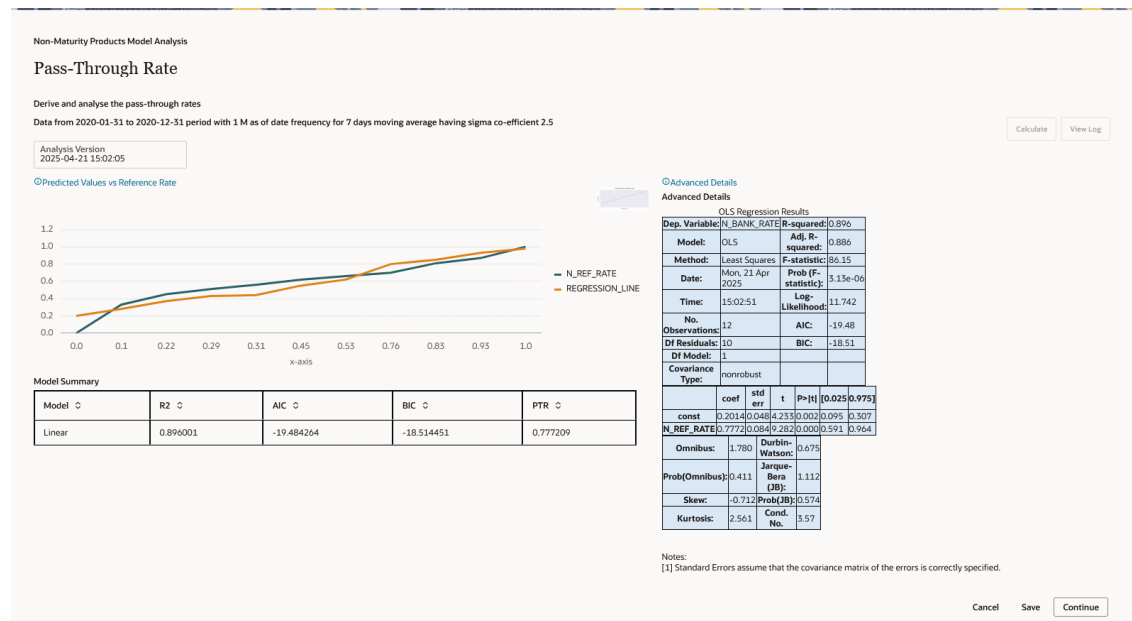 Non-Maturity Products Model Analysis
Pass-Through Rate
Derive and analyse the pass-through rates
Data from 2020-01-31 to 2020-12-31 period with 1 M as of date frequency for 7 days moving average having sigma co-efficient 2.5
Calculate
View Log
Analysis Version
2025-04-21 15:02:05
Predicted Values vs Reference Rate
1.2
1.0
0.8
0.6
0.4
0.2
0.0
0.0 0.1 0.22 0.29 0.31 0.45 0.53 0.76 0.83 0.93 1.0
x-axis
N_REF_RATE
REGRESSION_LINE
Model Summary
Model R2 AIC BIC PTR
Linear 0.896001 -19.484264 -18.514451 0.777209
Advanced Details
Advanced Details
OLS Regression Results
Dep. Variable: N_BANK_RATE R-squared: 0.896
Model: OLS Adj. R-squared: 0.886
Method: Least Squares F-statistic: 86.15
Date: Mon, 21 Apr 2025 Prob (F-statistic): 3.13e-06
Time: 15:02:51 Log-Likelihood: 11.742
No. Observations: 12 AIC: -19.48
Df Residuals: 10 BIC: -18.51
Df Model: 1
Covariance Type: nonrobust
coef std err t P>|t| [0.025 0.975]
const 0.2014 0.048 4.233 0.002 0.095 0.307
N_REF_RATE 0.7772 0.084 9.282 0.000 0.591 0.964
Omnibus: 1.780 Durbin-Watson: 0.675
Prob(Omnibus): 0.411 Jarque-Bera (JB): 1.112
Skew: -0.712 Prob(JB): 0.574
Kurtosis: 2.561 Cond. No. 3.57
Notes:
[1] Standard Errors assume that the covariance matrix of the errors is correctly specified.
Cancel Save Continue